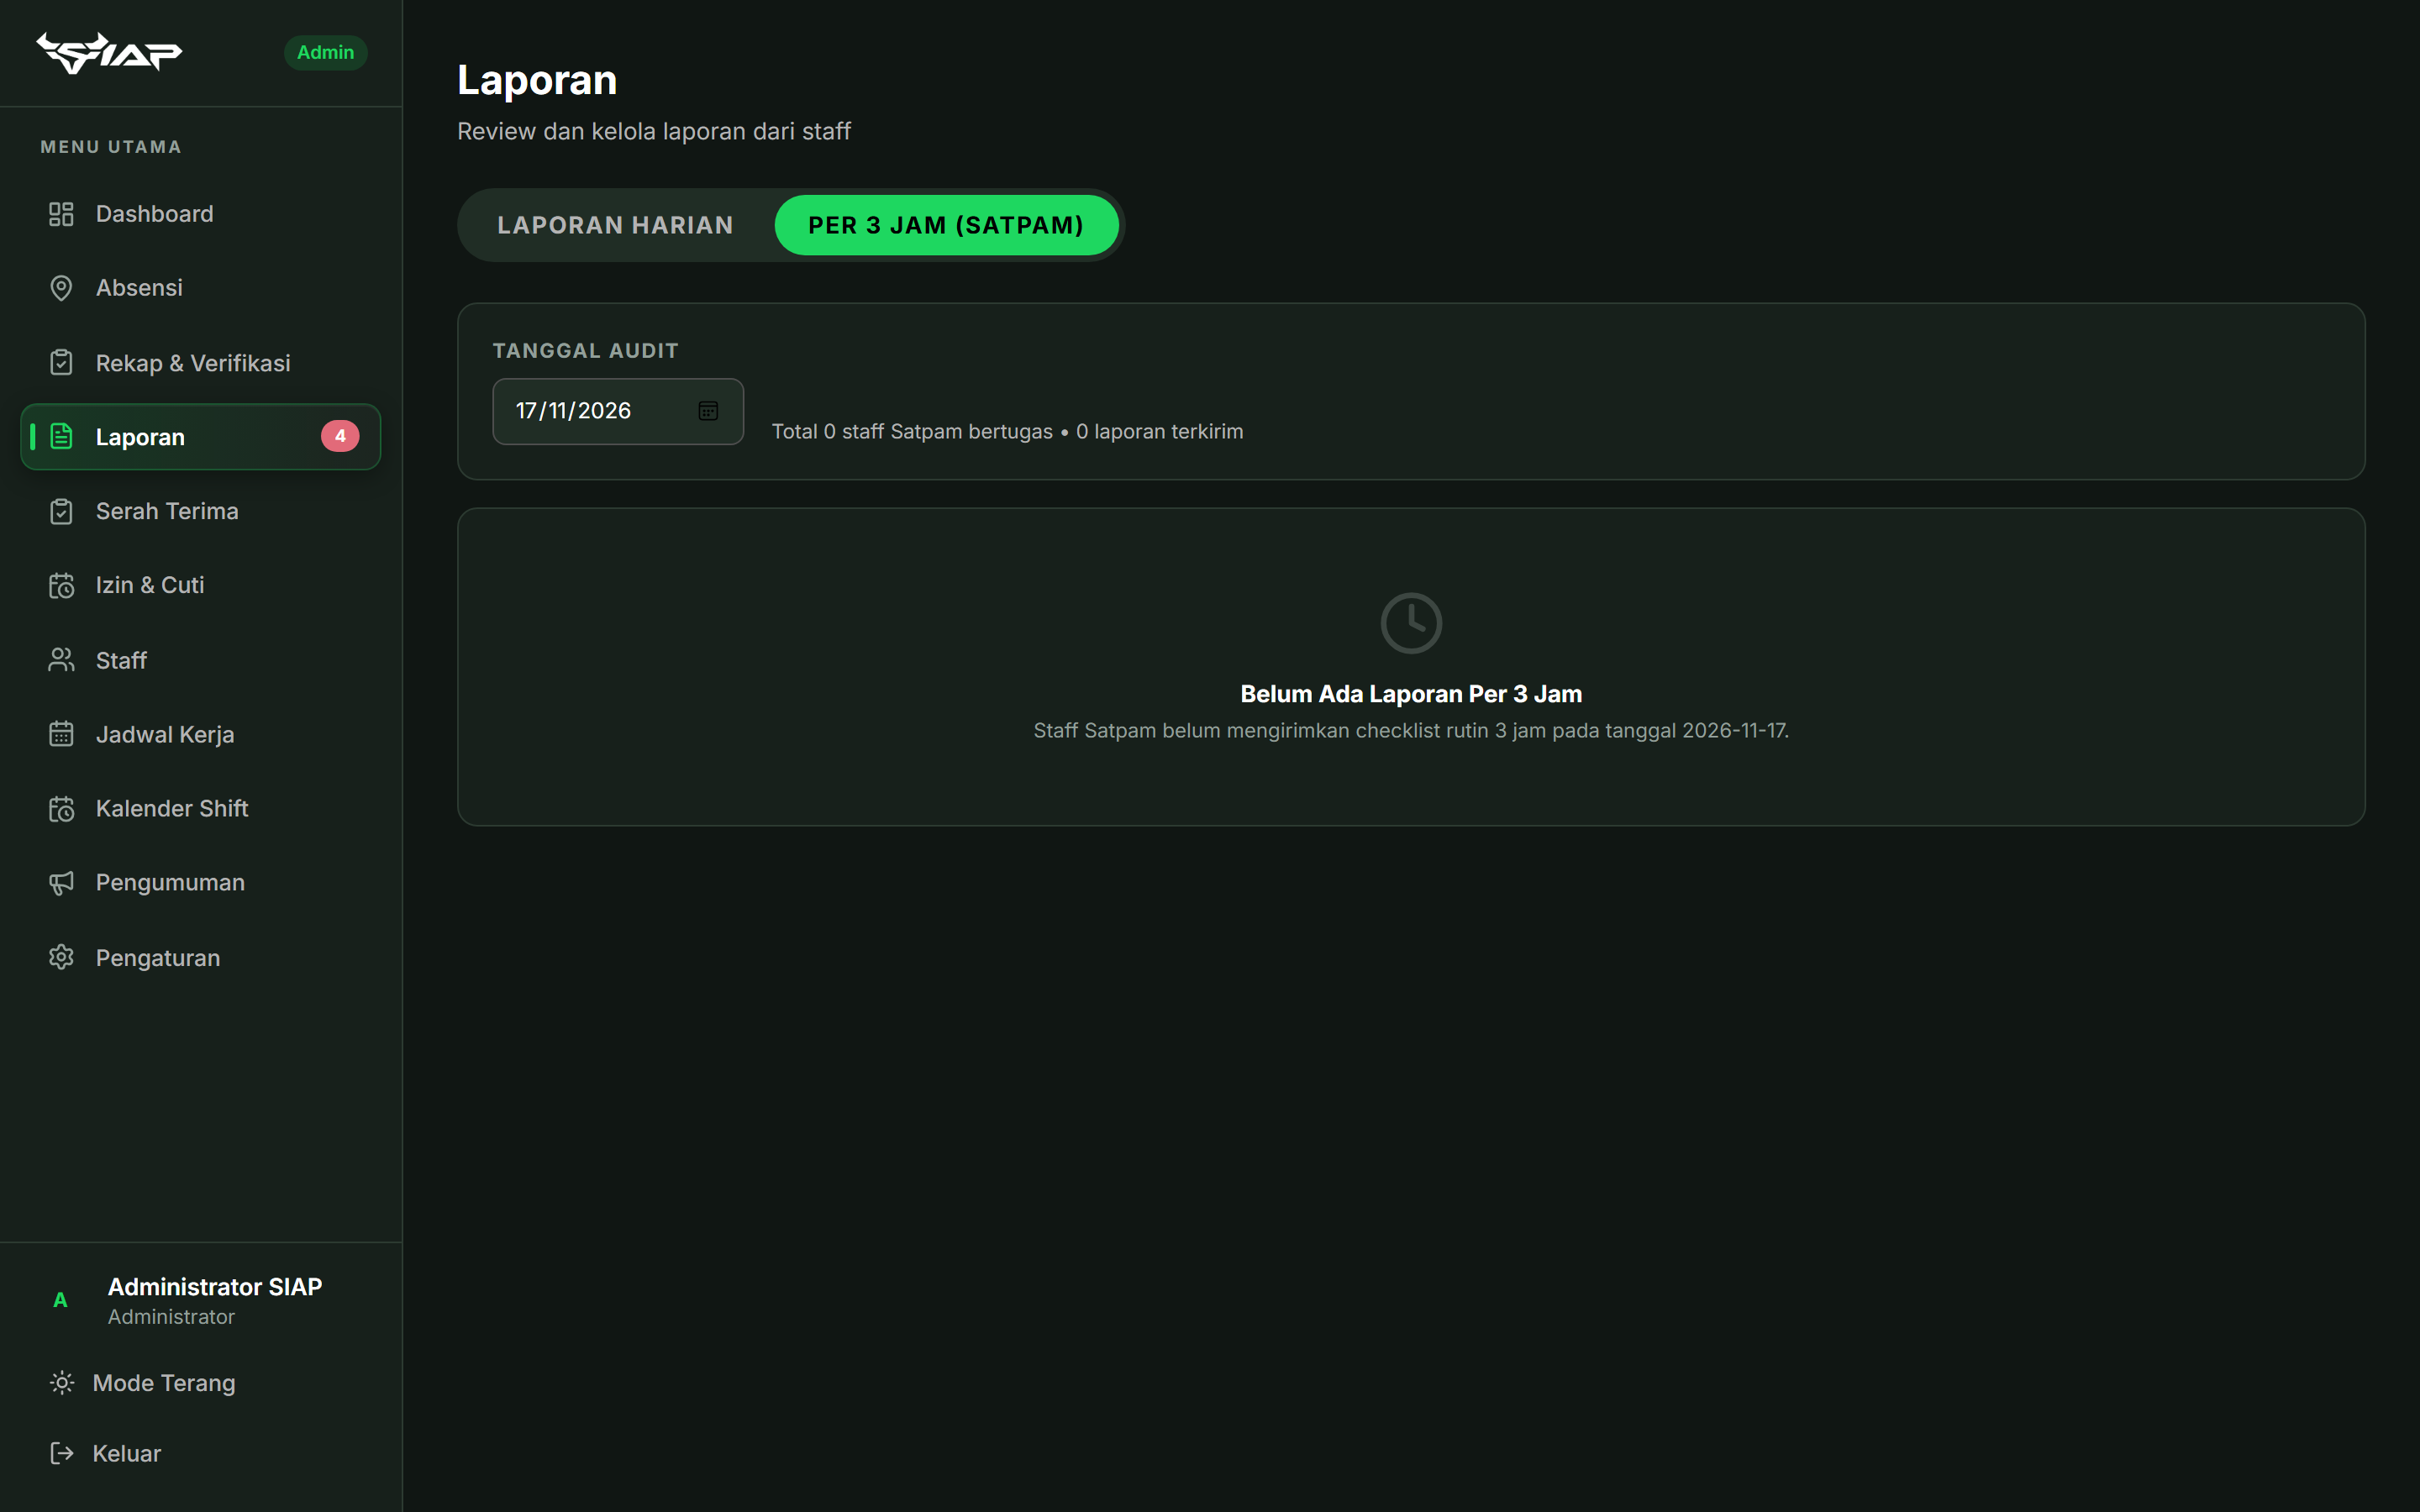 SIAP
Admin
MENU UTAMA
Dashboard
Absensi
Rekap & Verifikasi
Laporan 4
Serah Terima
Izin & Cuti
Staff
Jadwal Kerja
Kalender Shift
Pengumuman
Pengaturan
A
Administrator SIAP
Administrator
Mode Terang
Keluar
Laporan
Review dan kelola laporan dari staff
LAPORAN HARIAN
PER 3 JAM (SATPAM)
TANGGAL AUDIT
17/11/2026
Total 0 staff Satpam bertugas • 0 laporan terkirim
Belum Ada Laporan Per 3 Jam
Staff Satpam belum mengirimkan checklist rutin 3 jam pada tanggal 2026-11-17.